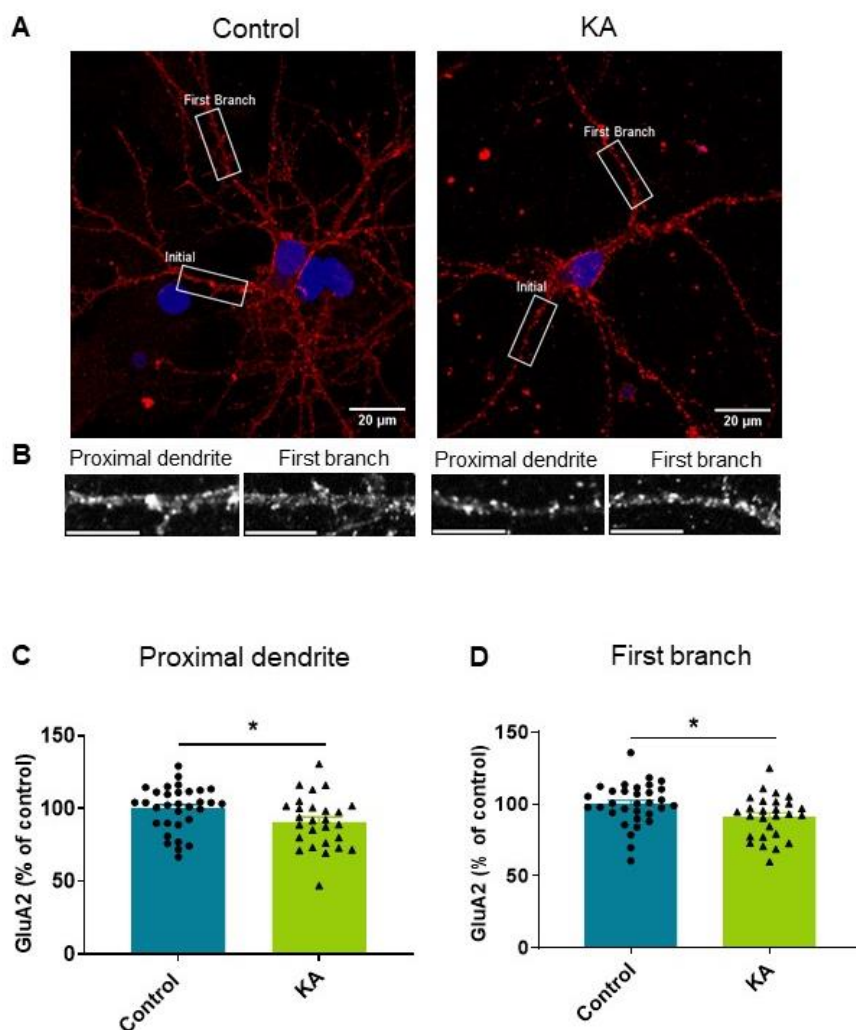 A
Control
KA
First Branch
Initial
20 µm
First Branch
Initial
20 µm
B
Proximal dendrite
First branch
Proximal dendrite
First branch
C
Proximal dendrite
GluA2 (% of control)
150
100
50
0
*
Control
KA
D
First branch
GluA2 (% of control)
150
100
50
0
*
Control
KA